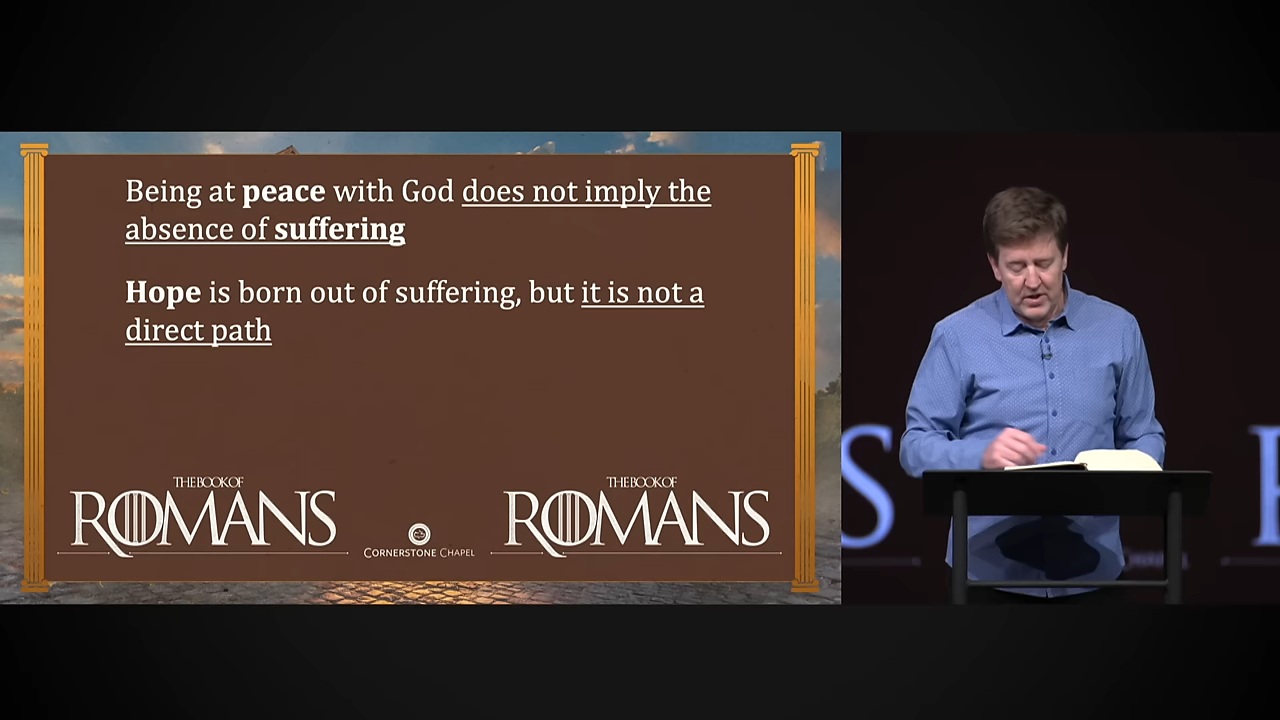 Being at peace with God does not imply the
absence of suffering
Hope is born out of suffering, but it is not a
direct path
THE BOOK OF
ROMANS
THE BOOK OF
ROMANS
CORNERSTONE CHAPEL
S